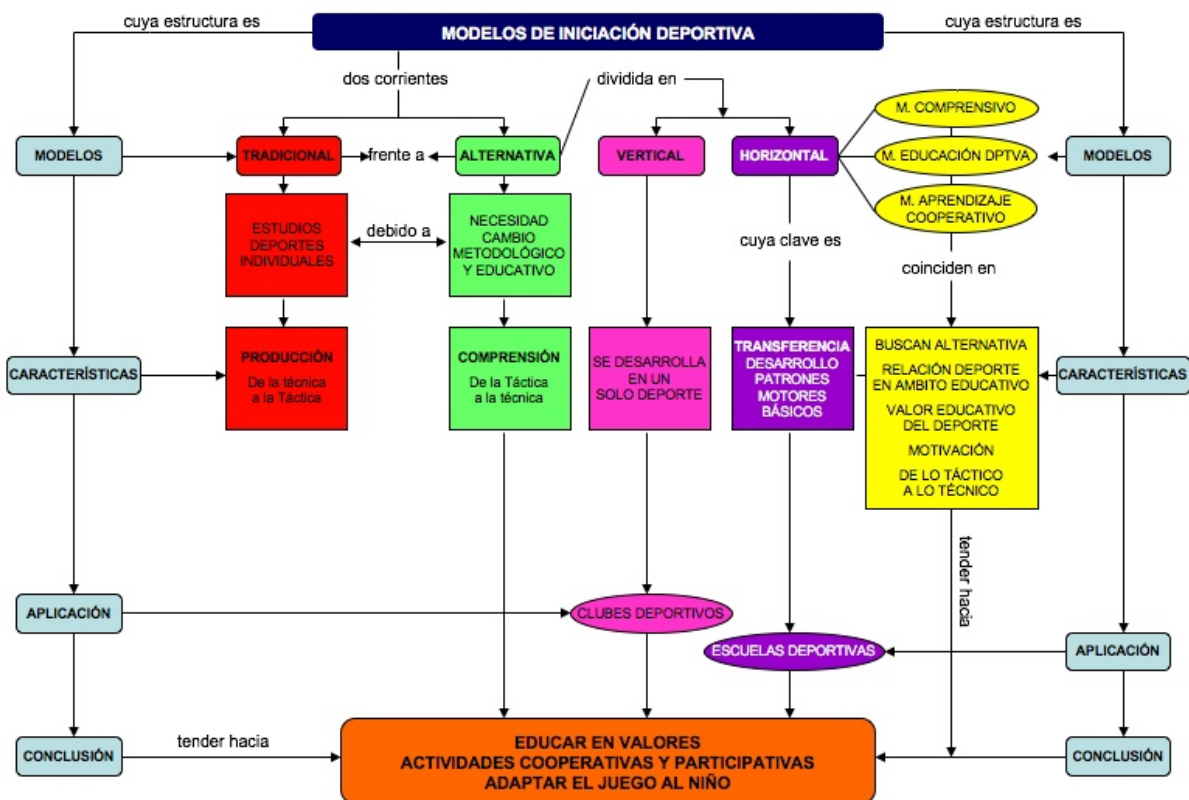 cuya estructura es
MODELOS DE INICIACIÓN DEPORTIVA
cuya estructura es
dos corrientes
dividida en
M. COMPRENSIVO
MODELOS
TRADICIONAL
frente a
ALTERNATIVA
VERTICAL
HORIZONTAL
M. EDUCACIÓN DPTVA
MODELOS
M. APRENDIZAJE
COOPERATIVO
ESTUDIOS
DEPORTES
INDIVIDUALES
debido a
NECESIDAD
CAMBIO
METODOLÓGICO
Y EDUCATIVO
cuya clave es
coinciden en
CARACTERÍSTÍCAS
PRODUCCIÓN
De la técnica
a la Táctica
COMPRENSIÓN
De la Táctica
a la técnica
SE DESARROLLA
EN UN
SOLO DEPORTE
TRANSFERENCIA
DESARROLLO
PATRONES
MOTORES
BÁSICOS
BUSCAN ALTERNATIVA
RELACIÓN DEPORTE
EN AMBITO EDUCATIVO
VALOR EDUCATIVO
DEL DEPORTE
MOTIVACIÓN
DE LO TÁCTICO
A LO TÉCNICO
CARACTERÍSTÍCAS
tender hacia
APLICACIÓN
CLUBES DEPORTIVOS
ESCUELAS DEPORTIVAS
APLICACIÓN
CONCLUSIÓN
tender hacia
EDUCAR EN VALORES
ACTIVIDADES COOPERATIVAS Y PARTICIPATIVAS
ADAPTAR EL JUEGO AL NIÑO
CONCLUSIÓN